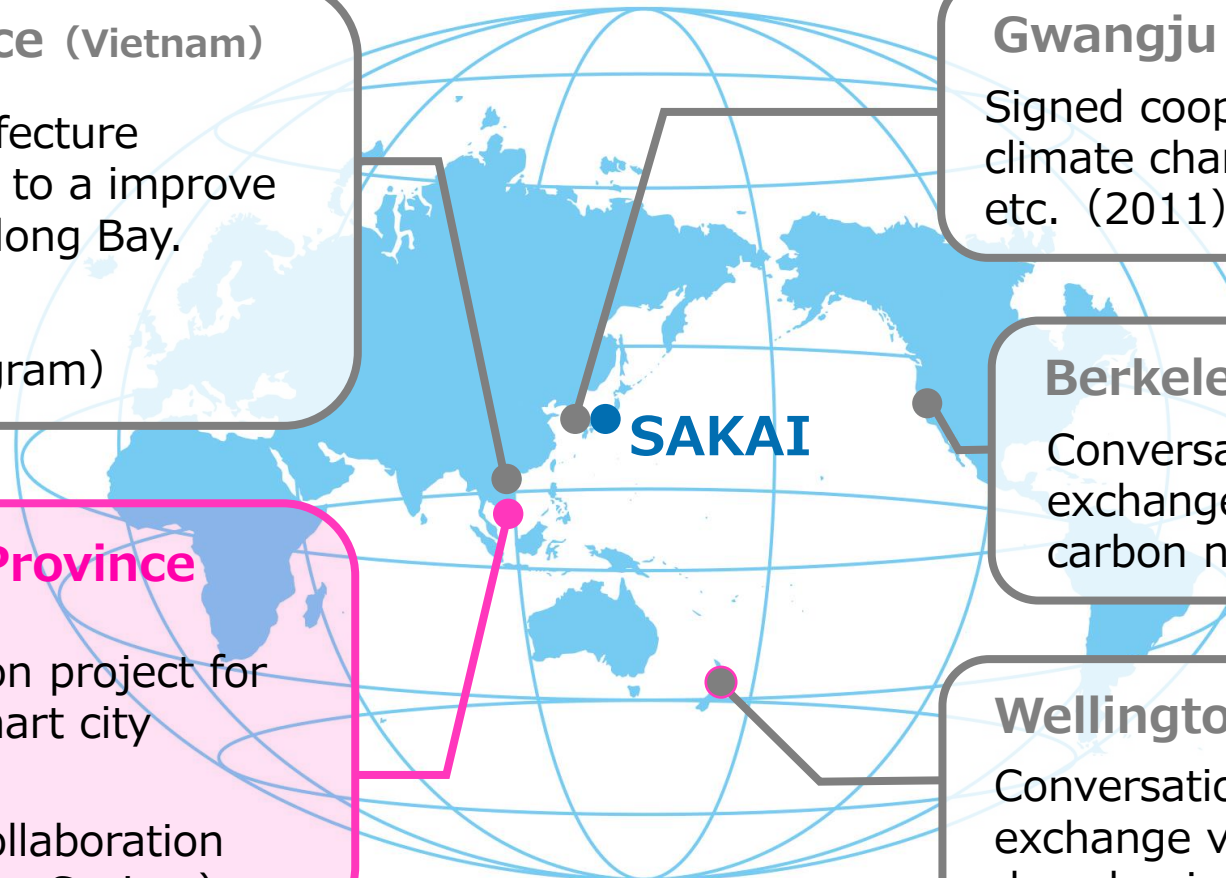 ce（Vietnam）
fecture
to a improve
long Bay.
gram)
Province
on project for
mart city
ollaboration
SAKAI
Gwangju
Signed coop
climate char
etc.（2011）
Berkele
Conversa
exchange
carbon n
Wellingto
Conversatio
exchange v